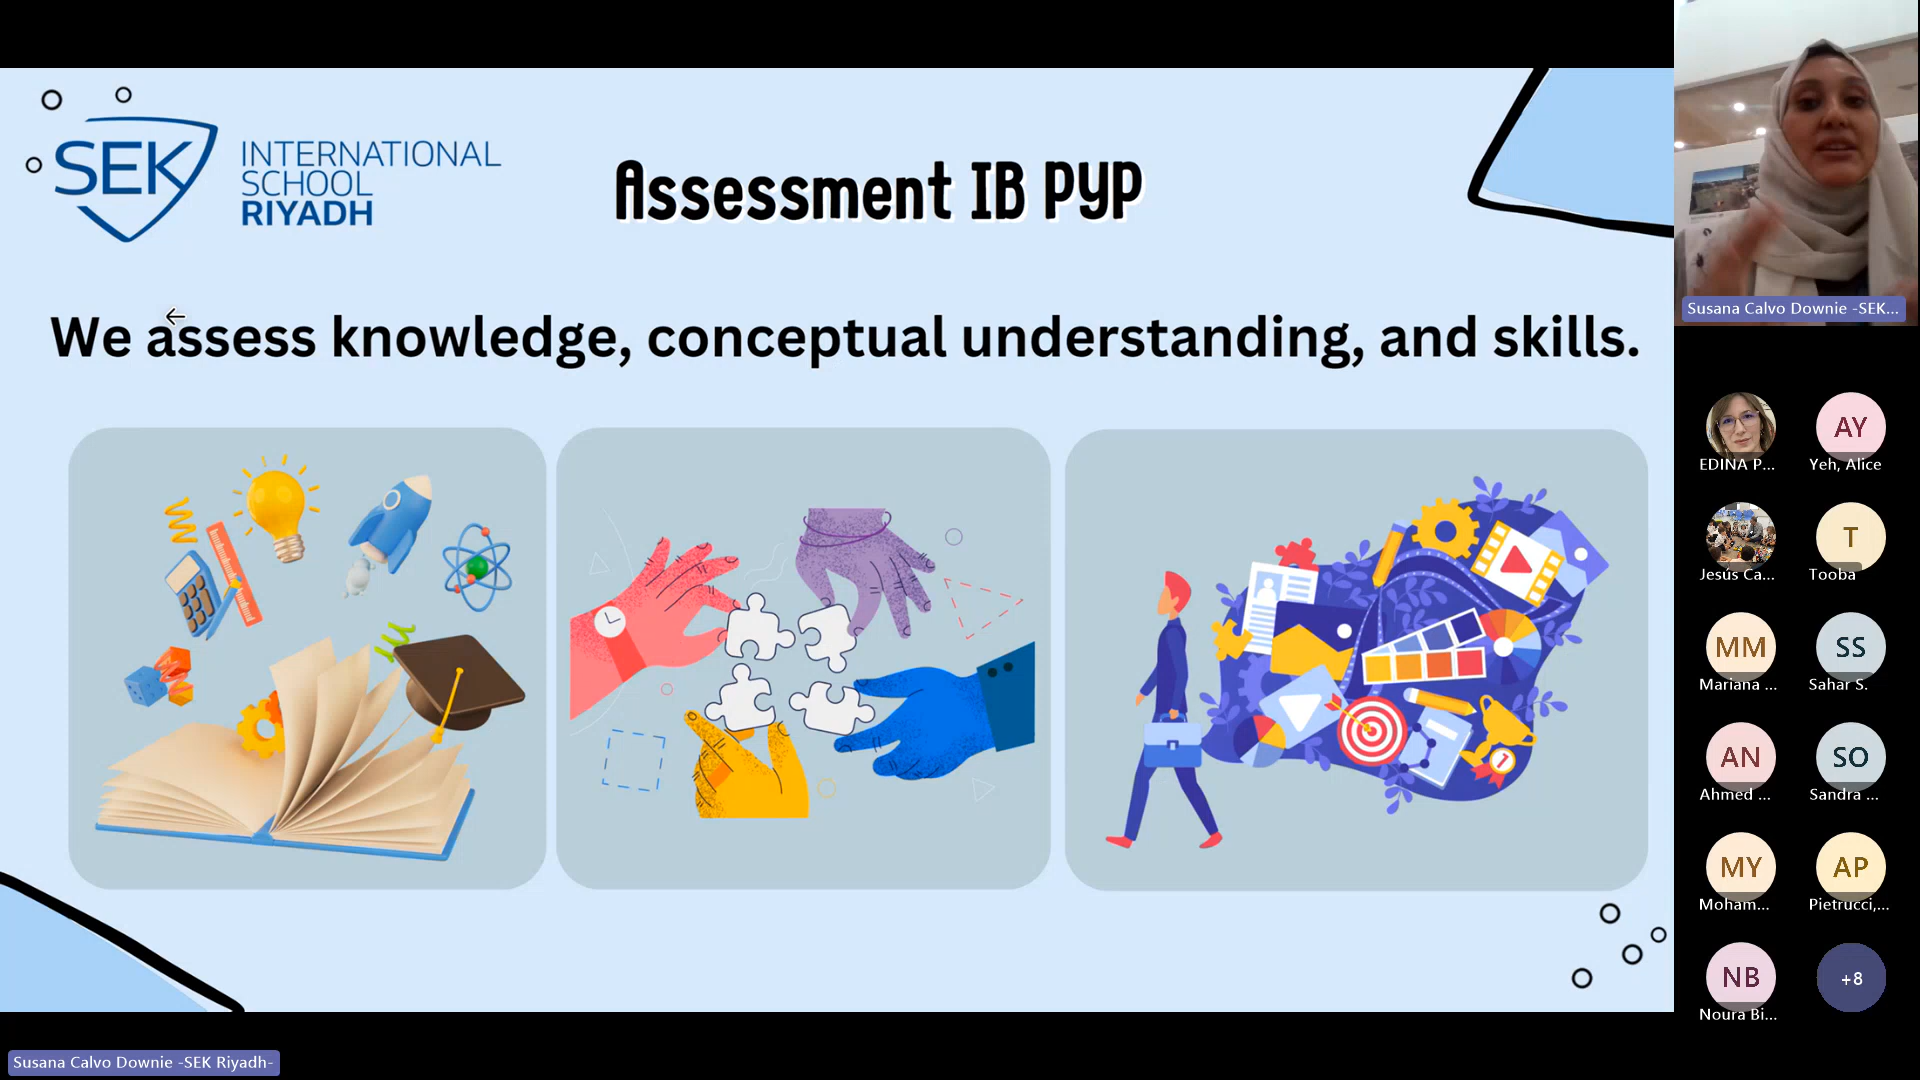 SEK
INTERNATIONAL
SCHOOL
RIYADH
Assessment IB PYP
We assess knowledge, conceptual understanding, and skills.
1
Susana Calvo Downie -SEK...
EDINA P...
AY
Yeh, Alice
Jesús Ca...
T
Tooba
MM
Mariana ...
SS
Sahar S.
AN
Ahmed ...
SO
Sandra ...
MY
Moham...
AP
Pietrucci,...
NB
Noura Bi...
+8
Susana Calvo Downie -SEK Riyadh-